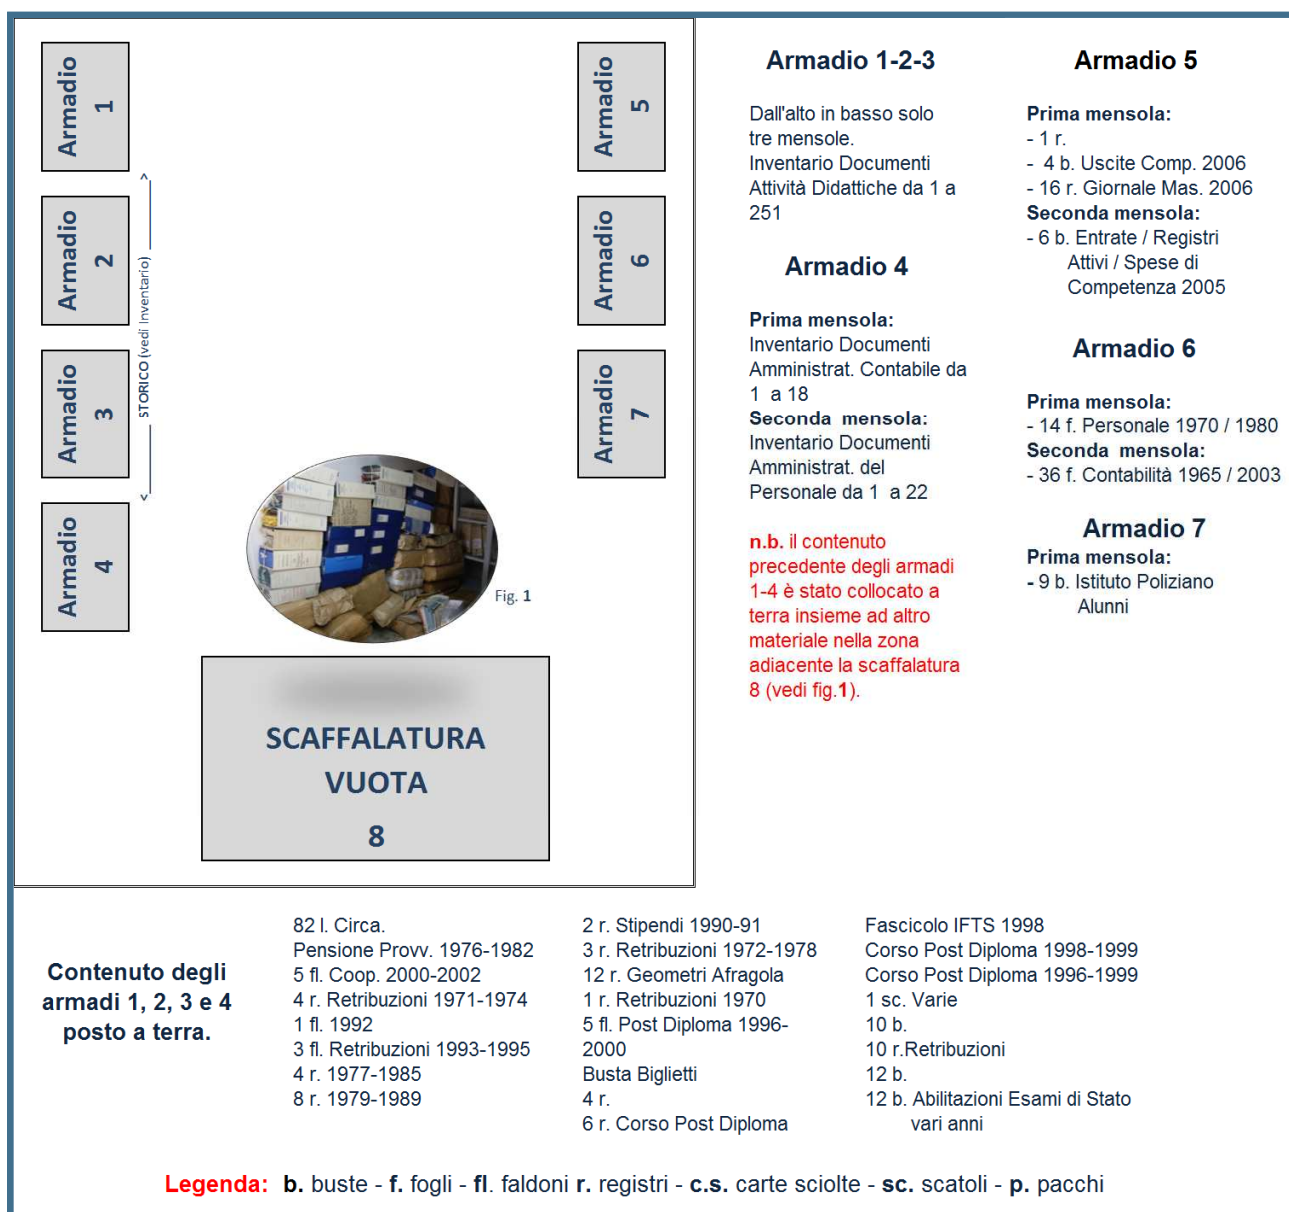 Armadio
1
Armadio
2
Armadio
3
Armadio
4
<———— STORICO (vedi Inventario) ————>
Armadio
5
Armadio
6
Armadio
7
Fig. 1
SCAFFALATURA
VUOTA
8
Armadio 1-2-3
Dall'alto in basso solo
tre mensole.
Inventario Documenti
Attività Didattiche da 1 a
251
Armadio 4
Prima mensola:
Inventario Documenti
Amministrat. Contabile da
1 a 18
Seconda mensola:
Inventario Documenti
Amministrat. del
Personale da 1 a 22
n.b. il contenuto
precedente degli armadi
1-4 è stato collocato a
terra insieme ad altro
materiale nella zona
adiacente la scaffalatura
8 (vedi fig.1).
Armadio 5
Prima mensola:
- 1 r.
- 4 b. Uscite Comp. 2006
- 16 r. Giornale Mas. 2006
Seconda mensola:
- 6 b. Entrate / Registri
Attivi / Spese di
Competenza 2005
Armadio 6
Prima mensola:
- 14 f. Personale 1970 / 1980
Seconda mensola:
- 36 f. Contabilità 1965 / 2003
Armadio 7
Prima mensola:
- 9 b. Istituto Poliziano
Alunni
Contenuto degli
armadi 1, 2, 3 e 4
posto a terra.
82 l. Circa.
Pensione Provv. 1976-1982
5 fl. Coop. 2000-2002
4 r. Retribuzioni 1971-1974
1 fl. 1992
3 fl. Retribuzioni 1993-1995
4 r. 1977-1985
8 r. 1979-1989
2 r. Stipendi 1990-91
3 r. Retribuzioni 1972-1978
12 r. Geometri Afragola
1 r. Retribuzioni 1970
5 fl. Post Diploma 1996-
2000
Busta Biglietti
4 r.
6 r. Corso Post Diploma
Fascicolo IFTS 1998
Corso Post Diploma 1998-1999
Corso Post Diploma 1996-1999
1 sc. Varie
10 b.
10 r.Retribuzioni
12 b.
12 b. Abilitazioni Esami di Stato
vari anni
Legenda: b. buste - f. fogli - fl. faldoni r. registri - c.s. carte sciolte - sc. scatoli - p. pacchi